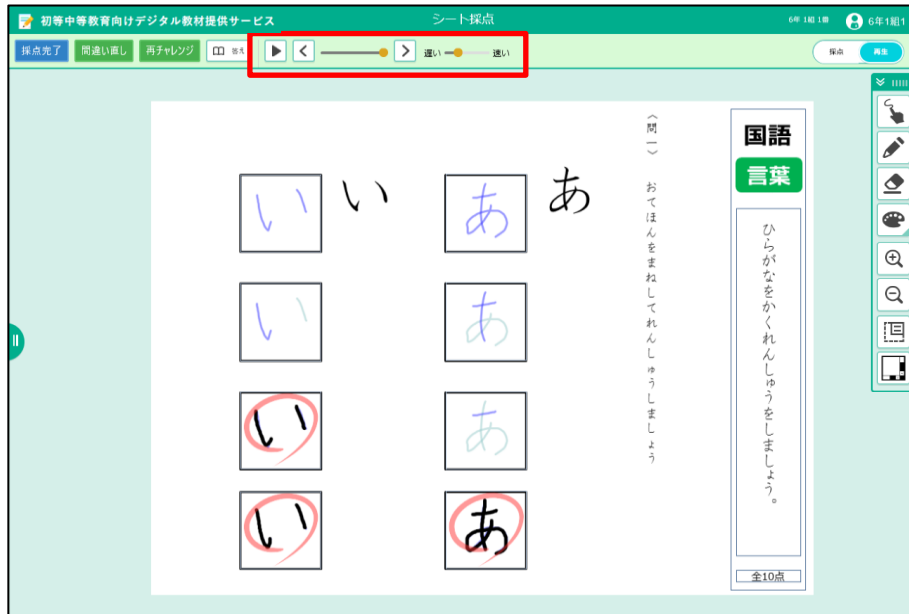 初等中等教育向けデジタル教材提供サービス
シート採点
6年 1組 1番
6年1組1
採点完了
間違い直し
再チャレンジ
答え
遅い
速い
採点
再生
国語
言葉
ひらがなをかくれんしゅうをしましょう。
全10点
〈問一〉 おてほんをまねしてれんしゅうしましょう
あ
あ
あ
あ
あ
い
い
い
い
い